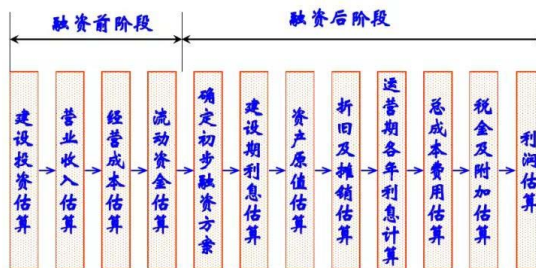 融资前阶段
融资后阶段
建设投资估算
营业收入估算
经营成本估算
流动资金估算
确定初步融资方案
建设期利息估算
资产原值估算
折旧及摊销估算
运营期各年利息计算
总成本费用估算
税金及附加估算
利润估算